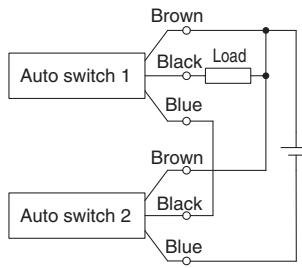 Brown
Auto switch 1
Black
Load
Blue
Brown
Auto switch 2
Black
Blue